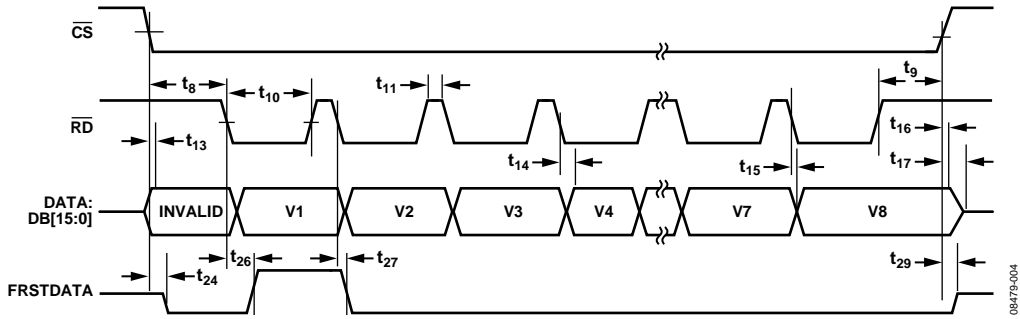 CS
t8
t10
t11
t9
RD
t13
t14
t15
t16
t17
DATA:
DB[15:0]
INVALID
V1
V2
V3
V4
V7
V8
t24
t26
t27
t29
FRSTDATA
08479-004